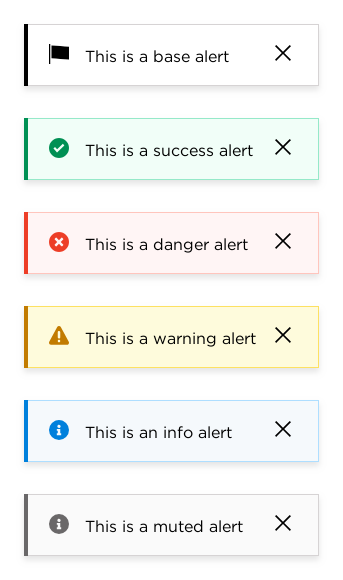 This is a base alert
This is a success alert
This is a danger alert
This is a warning alert
This is an info alert
This is a muted alert